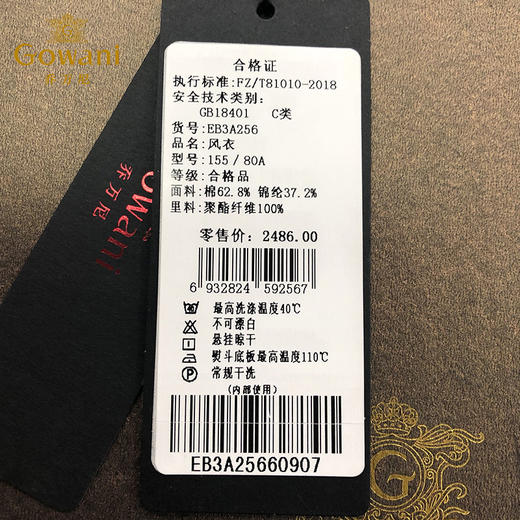 Gowani
乔万尼
Gowani
乔万尼
合格证
执行标准:FZ/T81010-2018
安全技术类别:
GB18401 C类
货号:EB3A256
品名:风衣
型号:155/80A
等级:合格品
面料:棉62.8% 锦纶37.2%
里料:聚酯纤维100%
零售价: 2486.00
6 932824 592567
最高洗涤温度40℃
不可漂白
悬挂晾干
熨斗底板最高温度110℃
常规干洗
(内部使用)
EB3A25660907
G